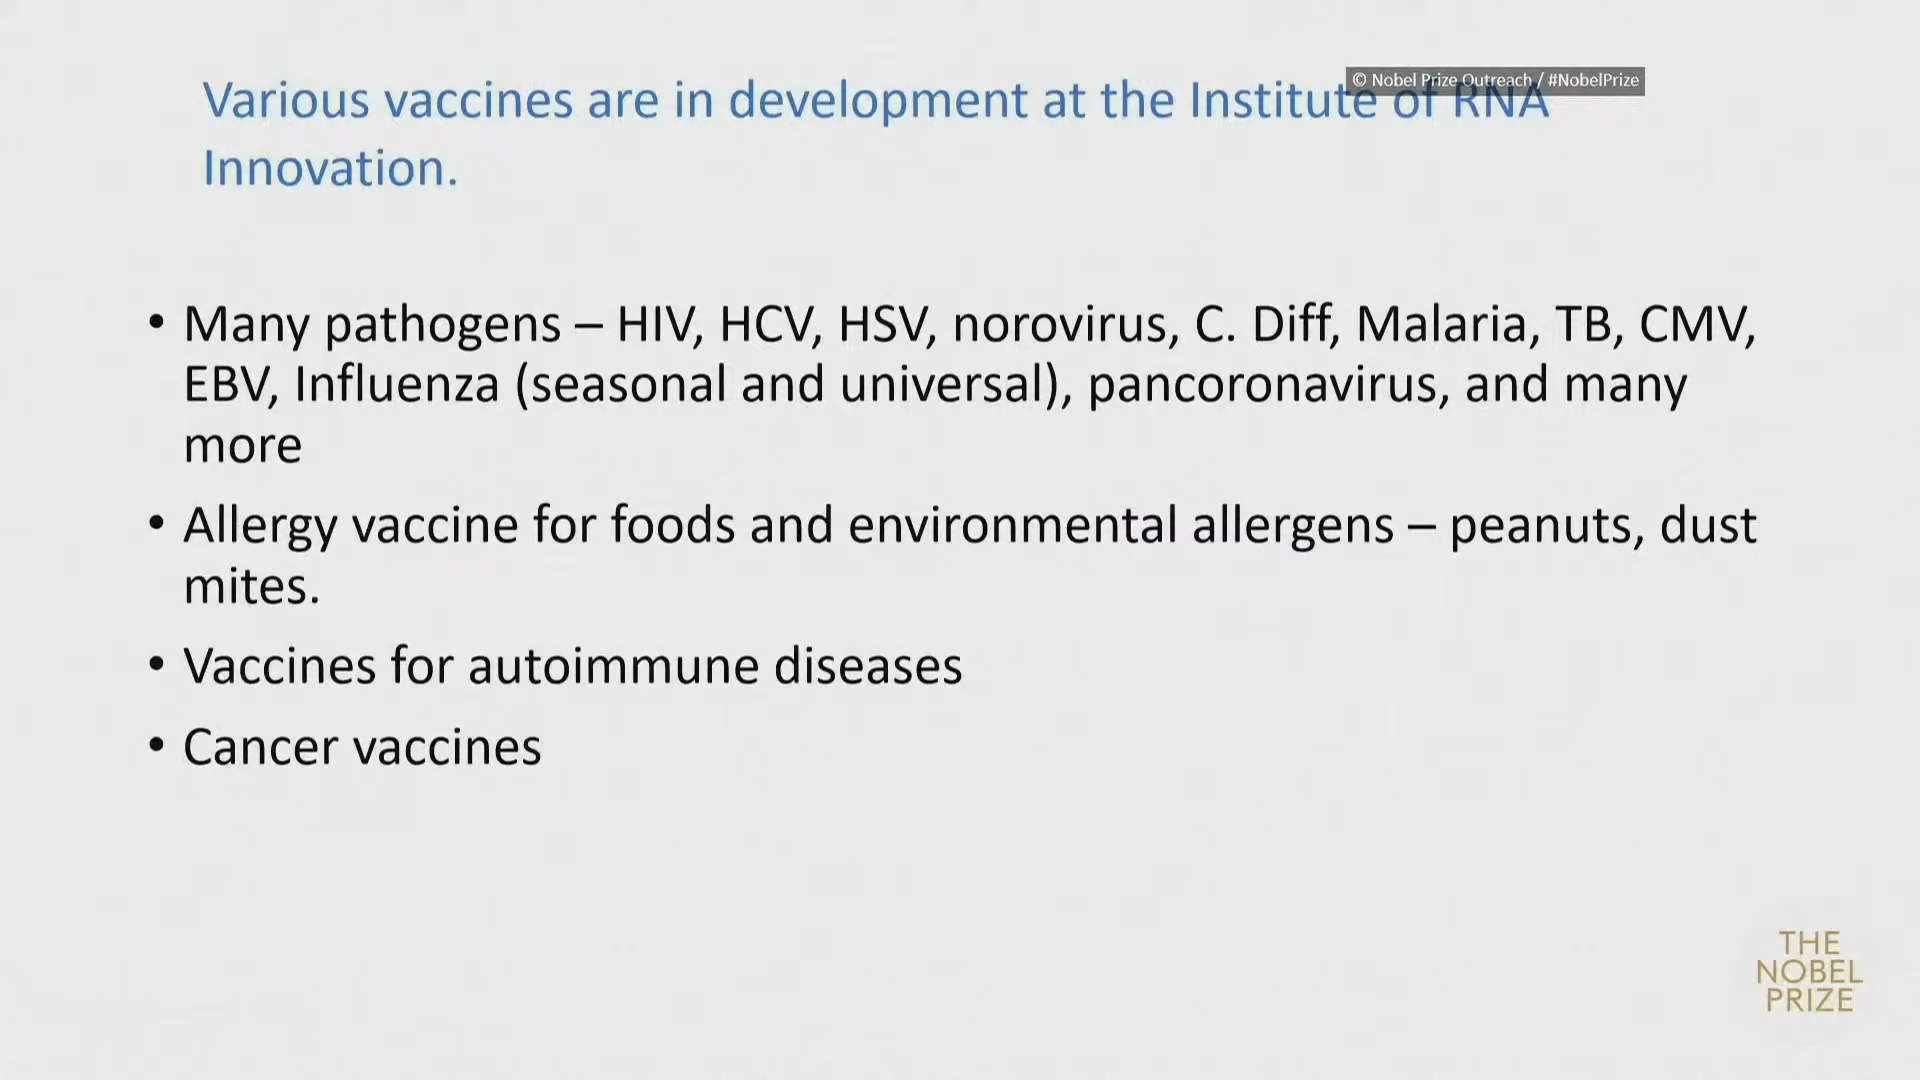 © Nobel Prize Outreach / #NobelPrize
Various vaccines are in development at the Institute of RNA
Innovation.
• Many pathogens – HIV, HCV, HSV, norovirus, C. Diff, Malaria, TB, CMV,
EBV, Influenza (seasonal and universal), pancoronavirus, and many
more
• Allergy vaccine for foods and environmental allergens – peanuts, dust
mites.
• Vaccines for autoimmune diseases
• Cancer vaccines
THE
NOBEL
PRIZE